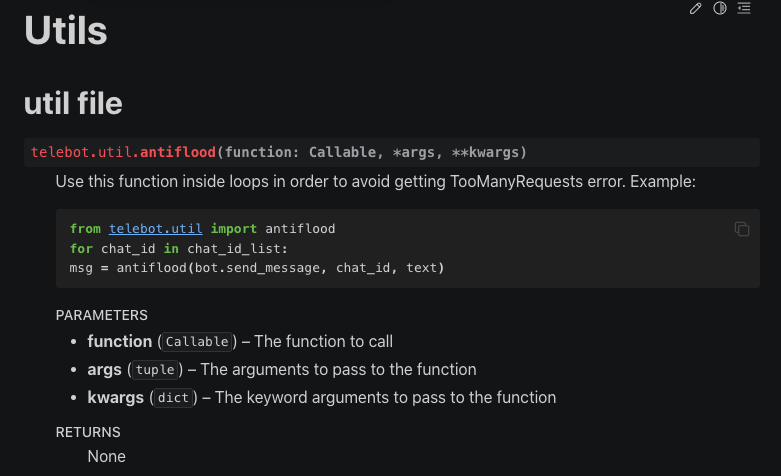 Utils
util file
telebot.util.antiflood(function: Callable, *args, **kwargs)
Use this function inside loops in order to avoid getting TooManyRequests error. Example:
from telebot.util import antiflood
for chat_id in chat_id_list:
msg = antiflood(bot.send_message, chat_id, text)
PARAMETERS
• function (Callable) – The function to call
• args (tuple) – The arguments to pass to the function
• kwargs (dict) – The keyword arguments to pass to the function
RETURNS
None